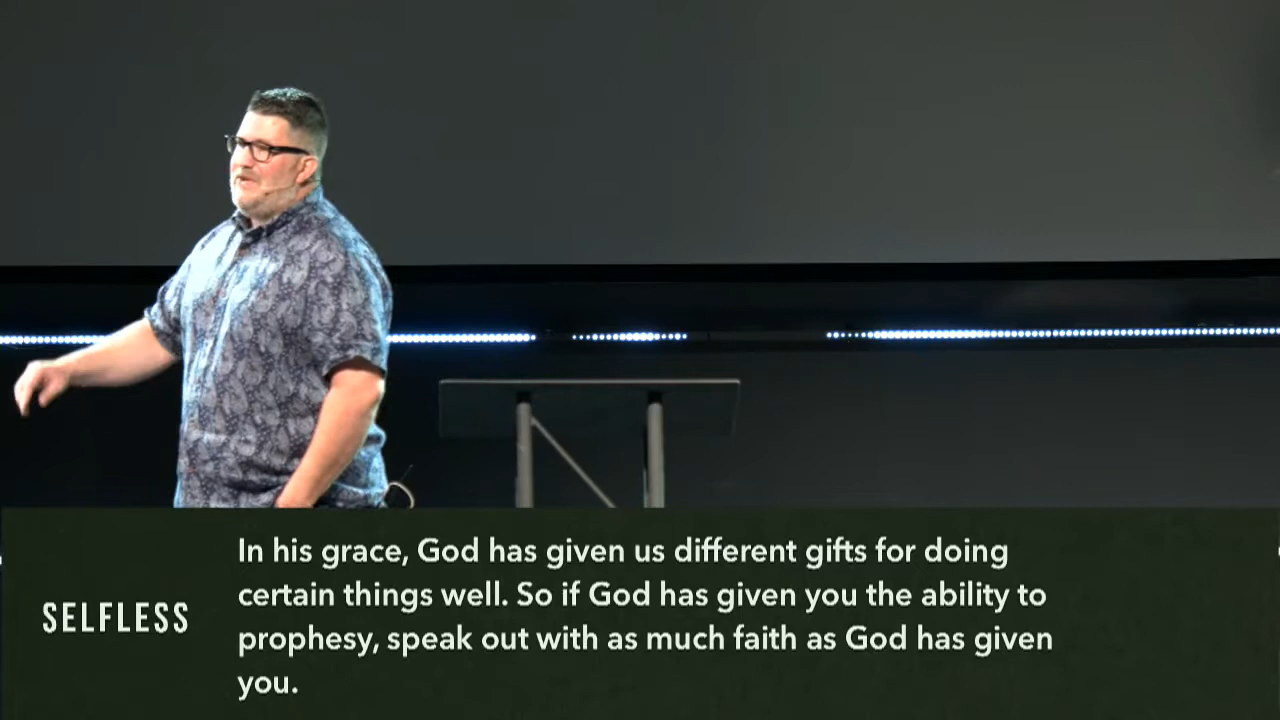 SELFLESS
In his grace, God has given us different gifts for doing
certain things well. So if God has given you the ability to
prophesy, speak out with as much faith as God has given
you.